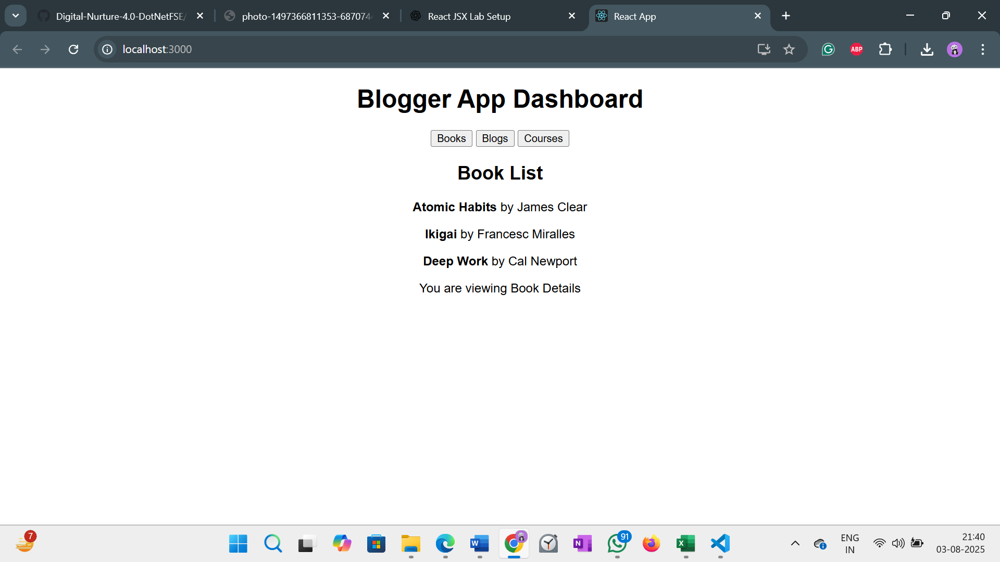 Digital-Nurture-4.0-DotNetFSE/
photo-1497366811353-687074
React JSX Lab Setup
React App
localhost:3000
ABP
Blogger App Dashboard
Books Blogs Courses
Book List
Atomic Habits by James Clear
Ikigai by Francesc Miralles
Deep Work by Cal Newport
You are viewing Book Details
7
W
N
91
X
ENG
IN
21:40
03-08-2025